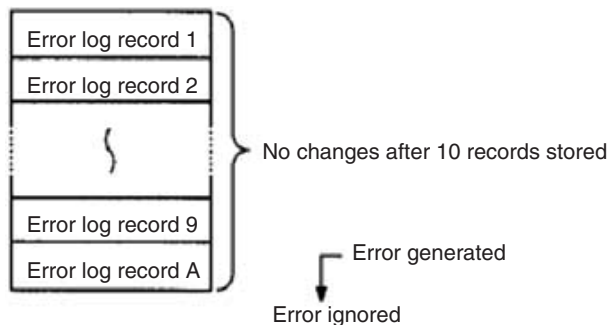 Error log record 1
Error log record 2
No changes after 10 records stored
Error log record 9
Error log record A
Error generated
Error ignored